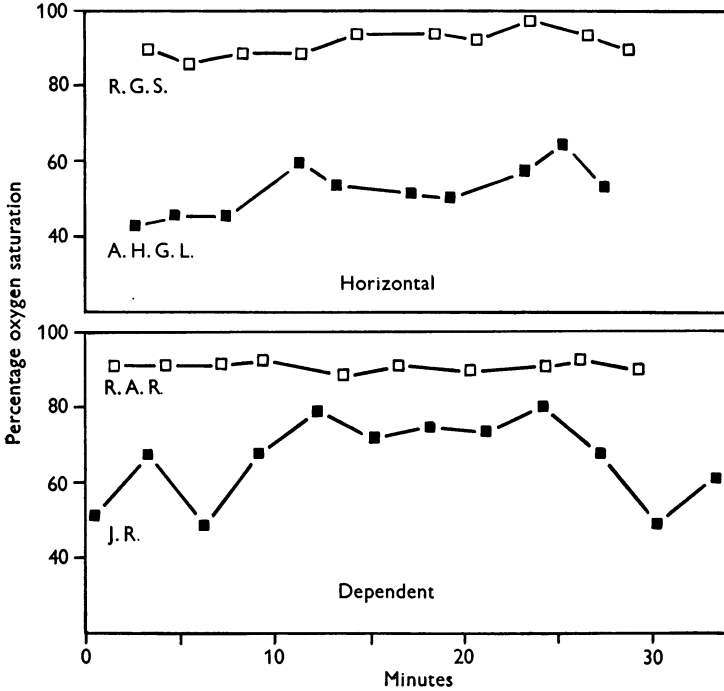 100
80
60
40
R. G. S.
A. H. G. L.
Horizontal
Percentage oxygen saturation
100
80
60
40
R. A. R.
J. R.
Dependent
0 10 20 30
Minutes